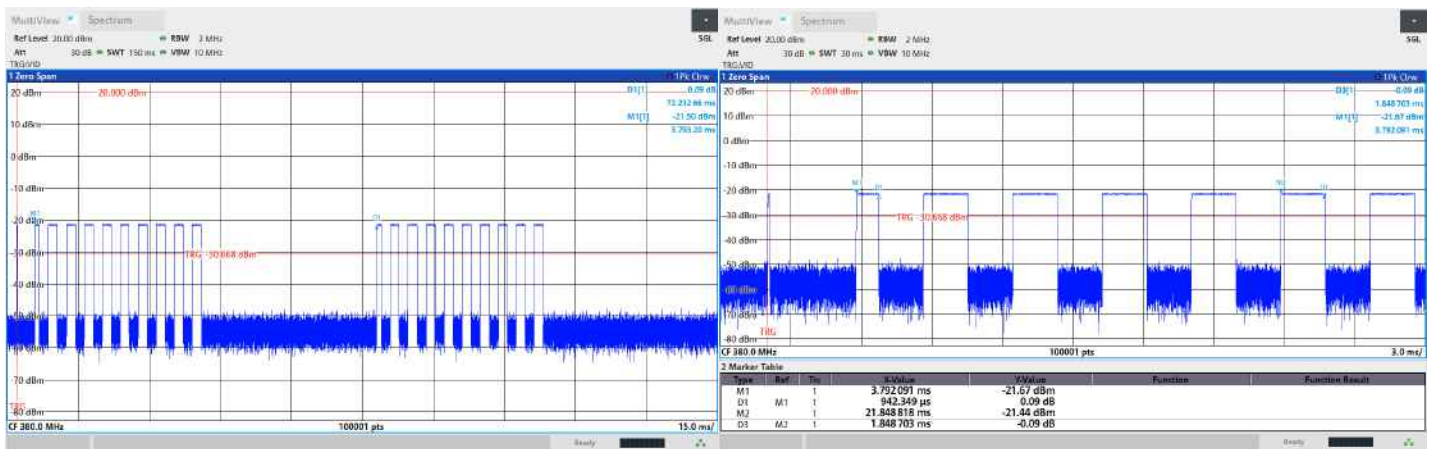 MultiView Spectrum
Ref Level 20.00 dBm RBW 2 MHz SGL
Att 30 dB SWT 150 ms VBW 10 MHz
TRG:VID
1 Zero Span 1Pk Clrw
20 dBm 20.000 dBm D1[1] 0.09 dB
M1[1] -21.50 dBm
3.793 20 ms
10 dBm
0 dBm
-10 dBm
M1 D1
-20 dBm
TRG -30.668 dBm
-30 dBm
-40 dBm
-50 dBm
-60 dBm
-70 dBm
TRG
-80 dBm
CF 380.0 MHz 100001 pts 15.0 ms/
Ready
MultiView Spectrum
Ref Level 20.00 dBm RBW 2 MHz SGL
Att 30 dB SWT 30 ms VBW 10 MHz
TRG:VID
1 Zero Span 1Pk Clrw
20 dBm 20.000 dBm D3[1] -0.09 dB
1.848 703 ms
10 dBm M1[1] -21.67 dBm
3.792 091 ms
0 dBm
-10 dBm
M1 D1 M2 D3
-20 dBm
-30 dBm TRG -30.668 dBm
-40 dBm
-50 dBm
-60 dBm
-70 dBm
TRG
-80 dBm
CF 380.0 MHz 100001 pts 3.0 ms/
2 Marker Table
Type Ref Trc X-Value Y-Value Function Function Result
M1 1 3.792 091 ms -21.67 dBm
D1 M1 1 942.349 µs 0.09 dB
M2 1 21.848 818 ms -21.44 dBm
D3 M2 1 1.848 703 ms -0.09 dB
Ready